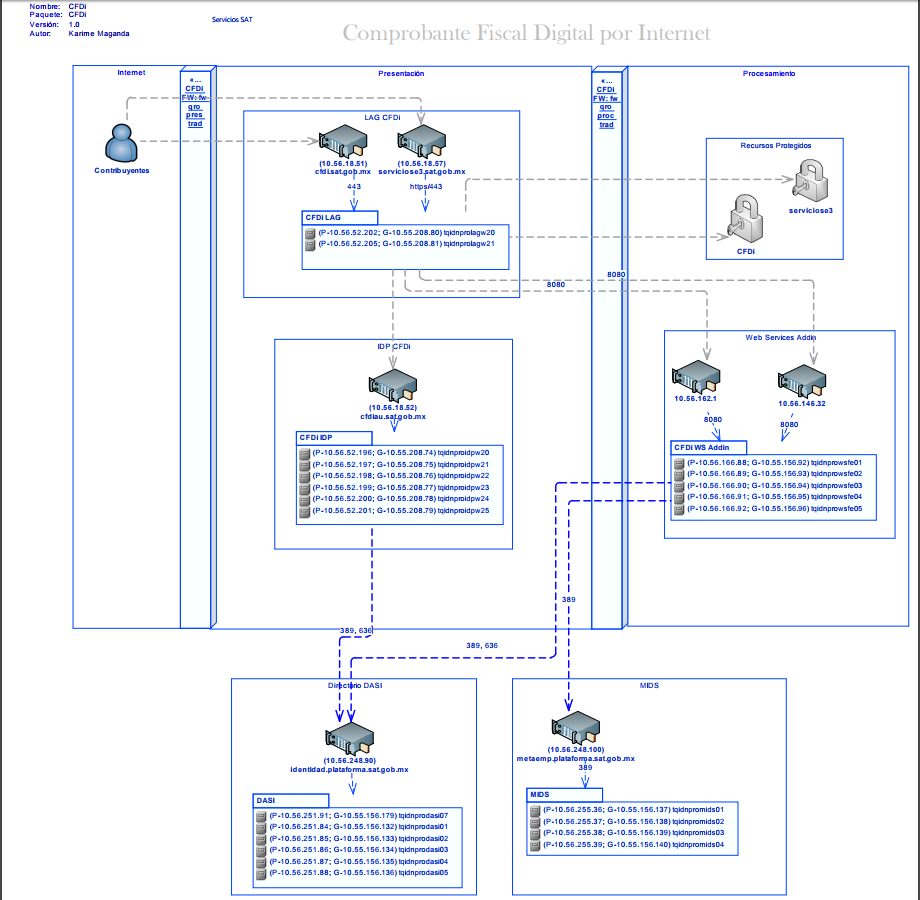 Nombre: CFDi
Paquete: CFDi
Versión: 1.0
Autor: Karime Maganda
Servicios SAT
Comprobante Fiscal Digital por Internet
Internet
«...
CFDi
FW: fw
qro
pres
trad
Presentación
«...
CFDi
FW: fw
qro
proc
trad
Procesamiento
Contribuyentes
LAG CFDi
(10.56.18.51)
cfdi.sat.gob.mx
443
(10.56.18.57)
serviciose3.sat.gob.mx
https/443
CFDi LAG
(P-10.56.52.202; G-10.55.208.80) tqidnprolagw20
(P-10.56.52.205; G-10.55.208.81) tqidnprolagw21
Recursos Protegidos
serviciose3
CFDi
8080
8080
IDP CFDi
(10.56.18.52)
cfdiau.sat.gob.mx
CFDi IDP
(P-10.56.52.196; G-10.55.208.74) tqidnproidpw20
(P-10.56.52.197; G-10.55.208.75) tqidnproidpw21
(P-10.56.52.198; G-10.55.208.76) tqidnproidpw22
(P-10.56.52.199; G-10.55.208.77) tqidnproidpw23
(P-10.56.52.200; G-10.55.208.78) tqidnproidpw24
(P-10.56.52.201; G-10.55.208.79) tqidnproidpw25
Web Services Addin
10.56.162.1
10.56.146.32
8080
8080
CFDi WS Addin
(P-10.56.166.88; G-10.55.156.92) tqidnprowsfe01
(P-10.56.166.89; G-10.55.156.93) tqidnprowsfe02
(P-10.56.166.90; G-10.55.156.94) tqidnprowsfe03
(P-10.56.166.91; G-10.55.156.95) tqidnprowsfe04
(P-10.56.166.92; G-10.55.156.96) tqidnprowsfe05
389
389, 636
389, 636
Directorio DASI
(10.56.248.90)
identidad.plataforma.sat.gob.mx
DASI
(P-10.56.251.91; G-10.55.156.179) tqidnprodasi07
(P-10.56.251.84; G-10.55.156.132) tqidnprodasi01
(P-10.56.251.85; G-10.55.156.133) tqidnprodasi02
(P-10.56.251.86; G-10.55.156.134) tqidnprodasi03
(P-10.56.251.87; G-10.55.156.135) tqidnprodasi04
(P-10.56.251.88; G-10.55.156.136) tqidnprodasi05
MIDS
(10.56.248.100)
metaemp.plataforma.sat.gob.mx
389
MIDS
(P-10.56.255.36; G-10.55.156.137) tqidnpromids01
(P-10.56.255.37; G-10.55.156.138) tqidnpromids02
(P-10.56.255.38; G-10.55.156.139) tqidnpromids03
(P-10.56.255.39; G-10.55.156.140) tqidnpromids04